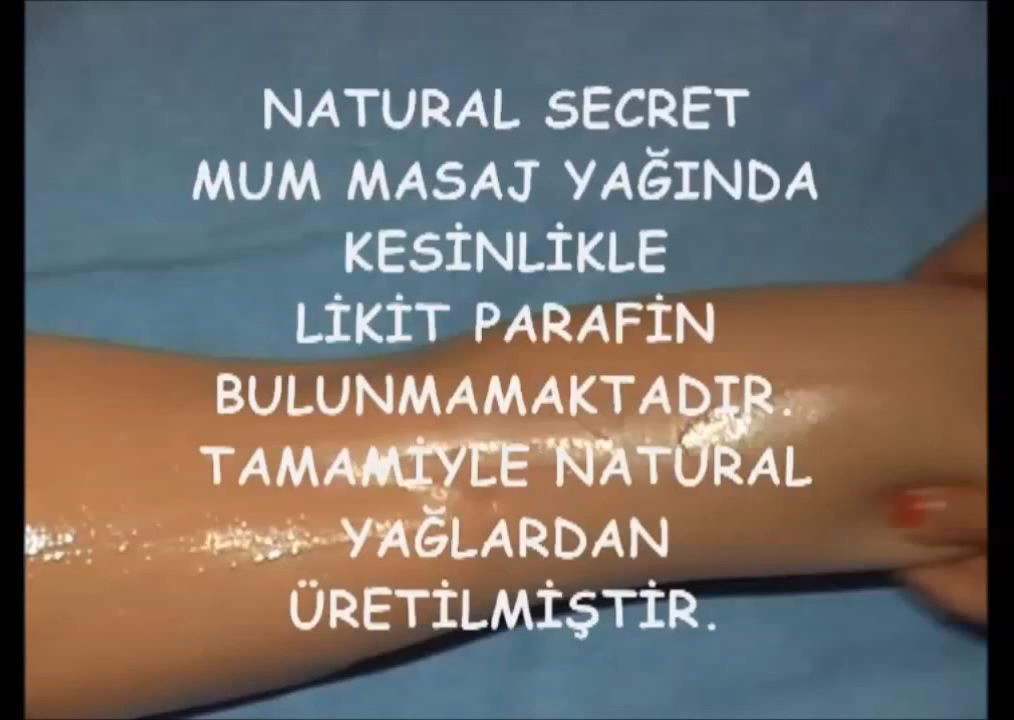 NATURAL SECRET
MUM MASAJ YAĞINDA
KESİNLİKLE
LİKİT PARAFİN
BULUNMAMAKTADIR.
TAMAMİYLE NATURAL
YAĞLARDAN
ÜRETİLMİŞTİR.